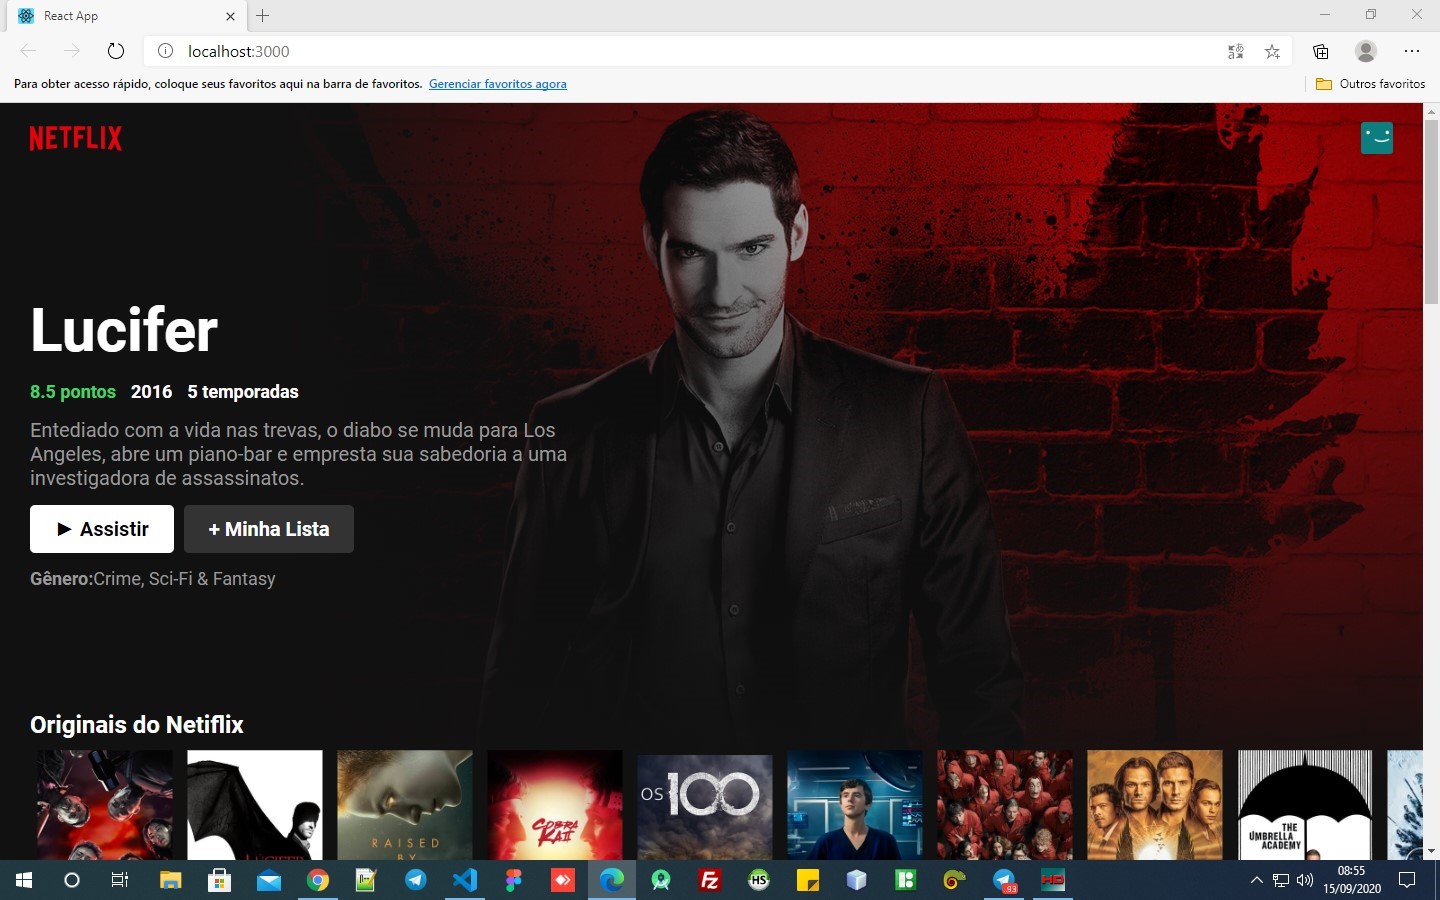 React App
localhost:3000
Para obter acesso rápido, coloque seus favoritos aqui na barra de favoritos. Gerenciar favoritos agora
Outros favoritos
NETFLIX
Lucifer
8.5 pontos 2016 5 temporadas
Entediado com a vida nas trevas, o diabo se muda para Los
Angeles, abre um piano-bar e empresta sua sabedoria a uma
investigadora de assassinatos.
Assistir
+ Minha Lista
Gênero:Crime, Sci-Fi & Fantasy
Originais do Netiflix
LUCIFER
RAISED
BY
COBRA
KAI
OS 100
THE
UMBRELLA
ACADEMY
HS
93
HD
08:55
15/09/2020